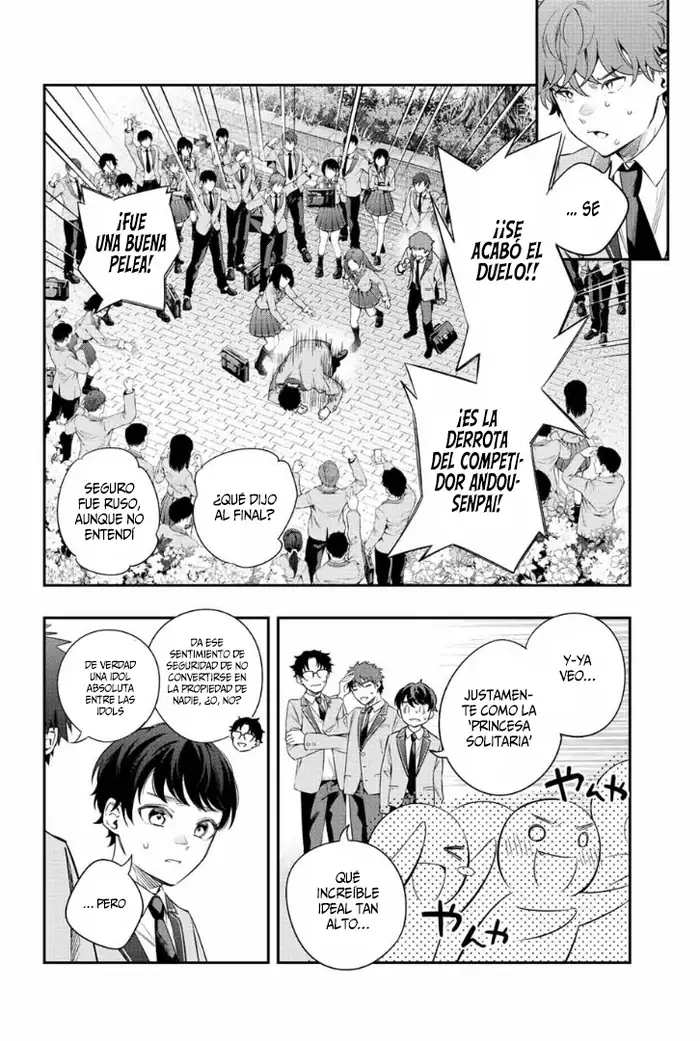 ... SE
¡¡SE
ACABÓ EL
DUELO!!
¡ES LA
DERROTA
DEL COMPETI-
DOR ANDOU-
SENPAI!
¡FUE
UNA BUENA
PELEA!
¿QUÉ DIJO
AL FINAL?
SEGURO
FUE RUSO,
AUNQUE NO
ENTENDÍ
Y-YA
VEO...
JUSTAMEN-
TE COMO LA
'PRINCESA
SOLITARIA'
QUÉ
INCREÍBLE
IDEAL TAN
ALTO...
やんや
やんや
DA ESE
SENTIMIENTO
DE SEGURIDAD
DE NO
CONVERTIRSE
EN LA PROPIEDAD
DE NADIE, ¿O, NO?
DE VERDAD
UNA IDOL
ABSOLUTA
ENTRE LAS
IDOLS
... PERO